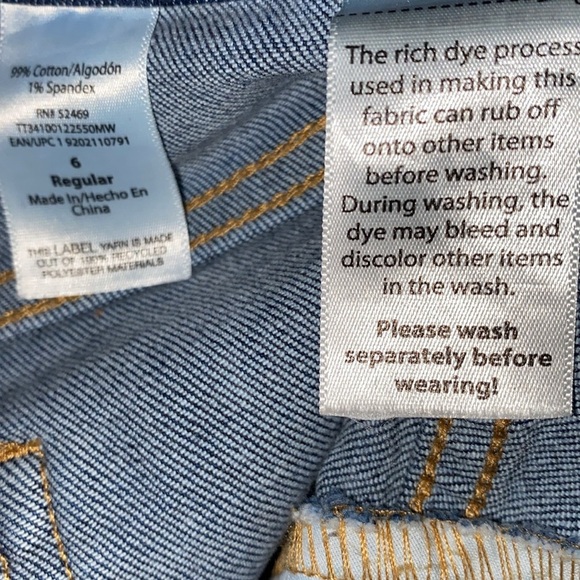 99% Cotton/Algodón
1% Spandex
RN# 52469
TT34100122550MW
EAN/UPC 1 9202110791
6
Regular
Made In/Hecho En
China
THIS LABEL YARN IS MADE
OUT OF 100% RECYCLED
POLYESTER MATERIALS
The rich dye process
used in making this
fabric can rub off
onto other items
before washing.
During washing, the
dye may bleed and
discolor other items
in the wash.
Please wash
separately before
wearing!